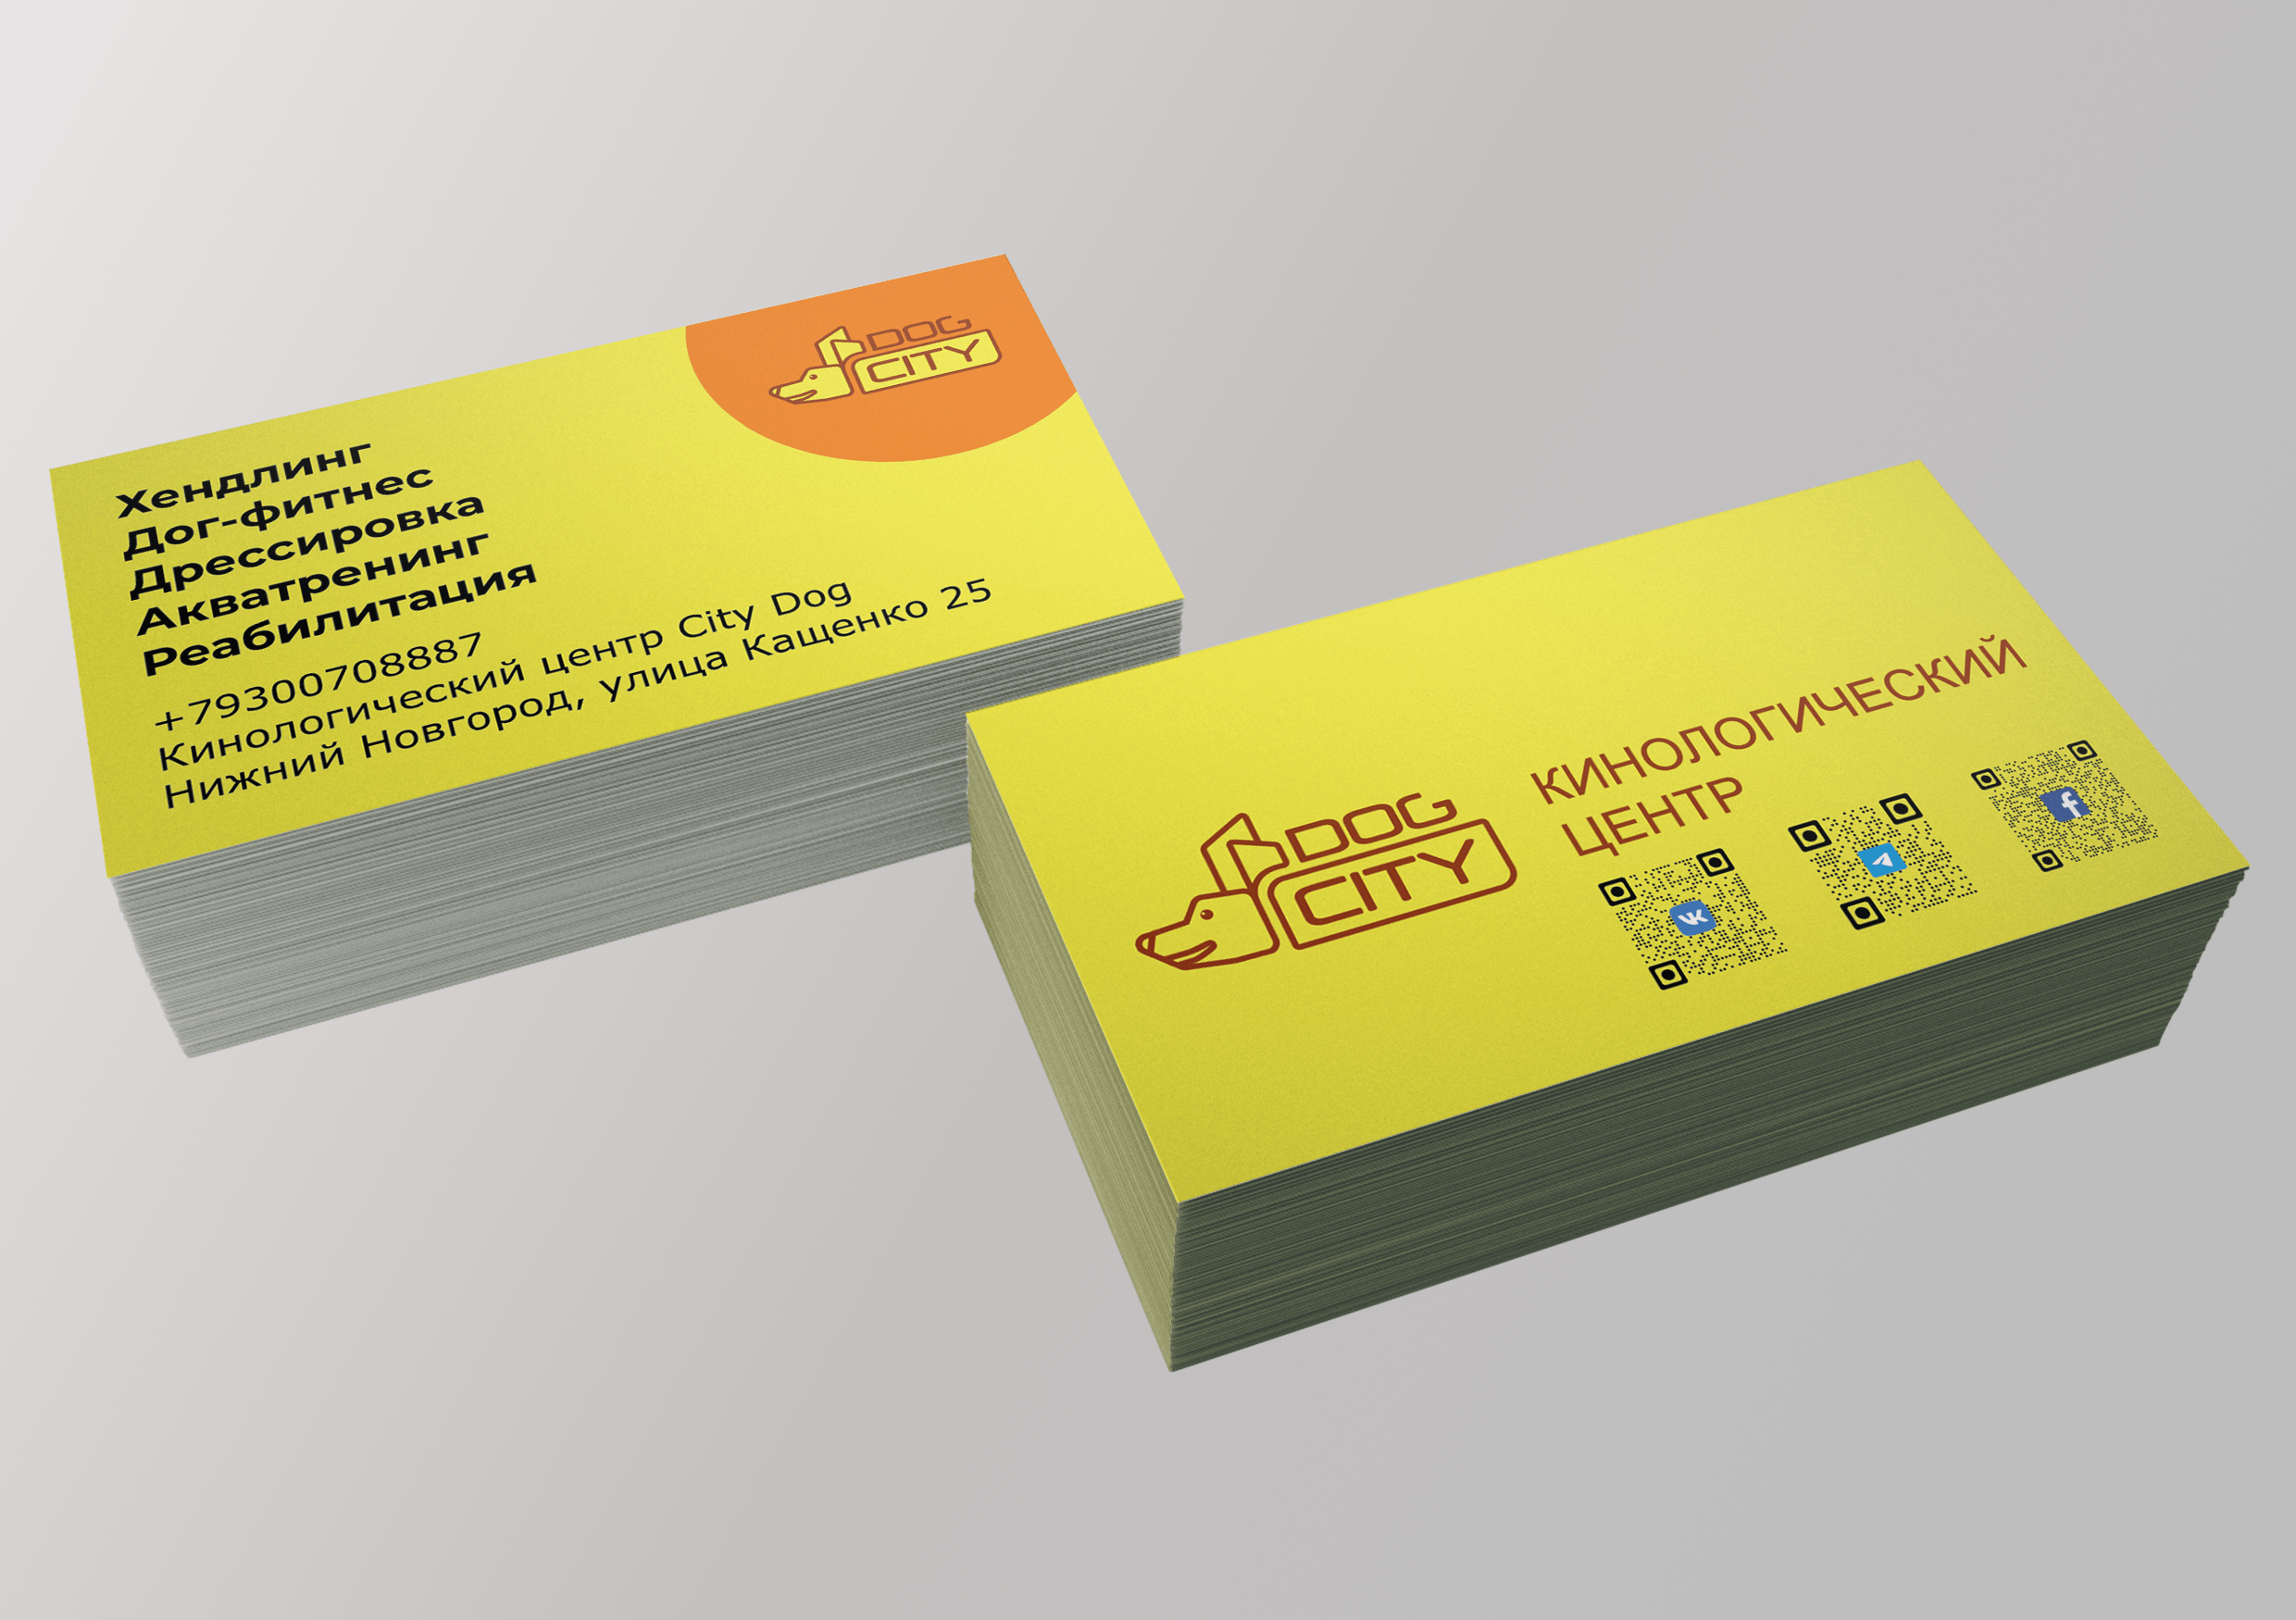 DOG
CITY
Хендлинг
Дог-фитнес
Дрессировка
Акватренинг
Реабилитация
+79300708887
Кинологический центр City Dog
Нижний Новгород, улица Кащенко 25
КИНОЛОГИЧЕСКИЙ
ЦЕНТР
DOG
CITY